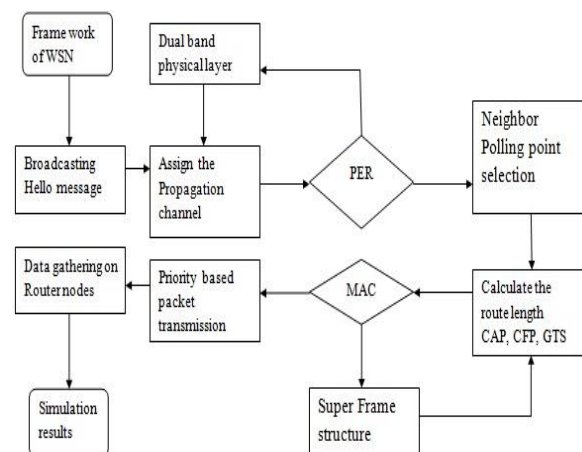 Frame work
of WSN
Dual band
physical layer
Broadcasting
Hello message
Assign the
Propagation
channel
PER
Neighbor
Polling point
selection
Data gathering on
Router nodes
Priority based
packet
transmission
MAC
Calculate the
route length
CAP, CFP, GTS
Simulation
results
Super Frame
structure